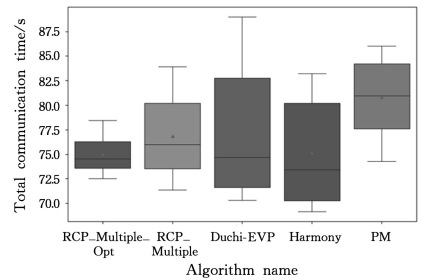 Total communication time/s
87.5
85.0
82.5
80.0
77.5
75.0
72.5
70.0
RCP_Multiple_
Opt
RCP_
Multiple
Duchi-EVP
Harmony
PM
Algorithm name